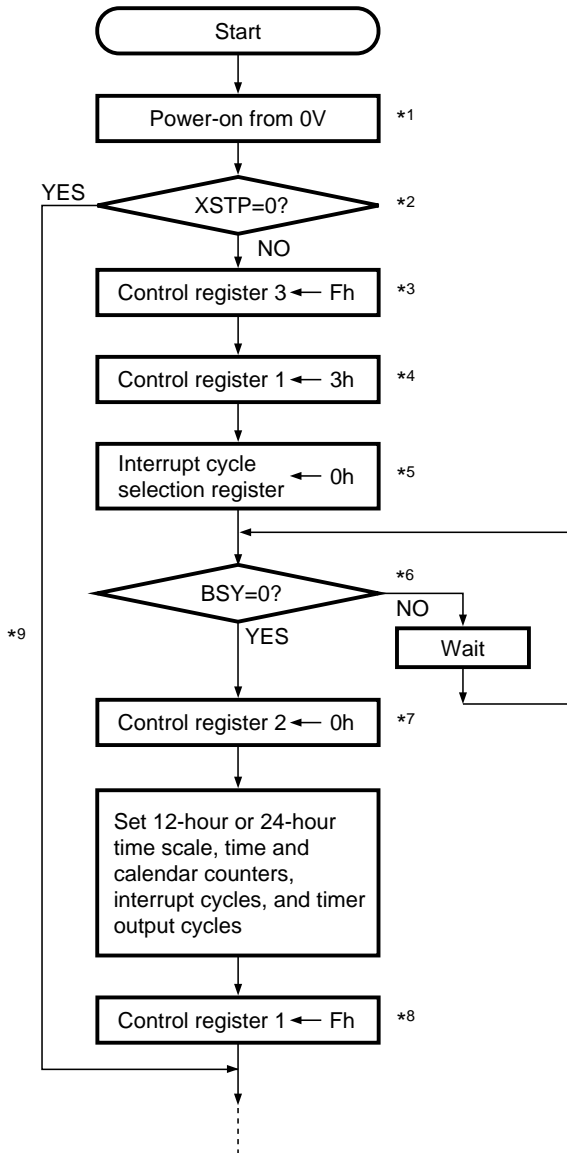 Start
Power-on from 0V
*1
YES
XSTP=0?
*2
NO
Control register 3 ← Fh
*3
Control register 1 ← 3h
*4
Interrupt cycle
selection register ← 0h
*5
BSY=0?
*6
NO
YES
Wait
*9
Control register 2 ← 0h
*7
Set 12-hour or 24-hour
time scale, time and
calendar counters,
interrupt cycles, and timer
output cycles
Control register 1 ← Fh
*8